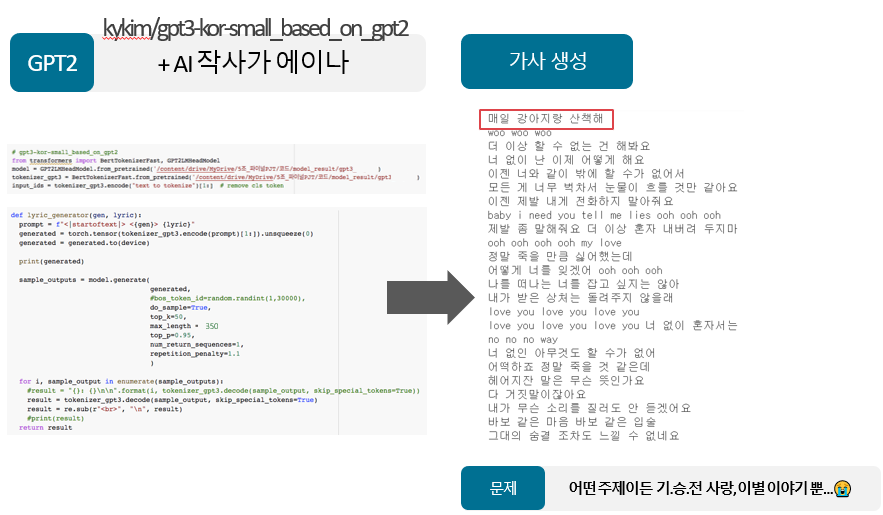 kykim/gpt3-kor-small_based_on_gpt2
GPT2
+ AI 작사가 에이나
# gpt3-kor-small_based_on_gpt2
from transformers import BertTokenizerFast, GPT2LMHeadModel
model = GPT2LMHeadModel.from_pretrained('/content/drive/MyDrive/5조_파이널PJT/코드/model_result/gpt3_ )
tokenizer_gpt3 = BertTokenizerFast.from_pretrained('/content/drive/MyDrive/5조_파이널PJT/코드/model_result/gpt3 )
input_ids = tokenizer_gpt3.encode("text to tokenize")[1:] # remove cls token
def lyric_generator(gen, lyric):
prompt = f"<|startoftext|> <{gen}> {lyric}"
generated = torch.tensor(tokenizer_gpt3.encode(prompt)[1:]).unsqueeze(0)
generated = generated.to(device)
print(generated)
sample_outputs = model.generate(
generated,
#bos_token_id=random.randint(1,30000),
do_sample=True,
top_k=50,
max_length = 350
top_p=0.95,
num_return_sequences=1,
repetition_penalty=1.1
)
for i, sample_output in enumerate(sample_outputs):
#result = "{}: {}\n\n".format(i, tokenizer_gpt3.decode(sample_output, skip_special_tokens=True))
result = tokenizer_gpt3.decode(sample_output, skip_special_tokens=True)
result = re.sub(r"<br>", "\n", result)
#print(result)
return result
가사 생성
매일 강아지랑 산책해
woo woo woo
더 이상 할 수 없는 건 해봐요
너 없이 난 이제 어떻게 해요
이젠 너와 같이 밖에 할 수가 없어서
모든 게 너무 벅차서 눈물이 흐를 것만 같아요
이젠 제발 내게 전화하지 말아줘요
baby i need you tell me lies ooh ooh ooh
제발 좀 말해줘요 더 이상 혼자 내버려 두지마
ooh ooh ooh ooh my love
정말 죽을 만큼 싫어했는데
어떻게 너를 잊겠어 ooh ooh ooh
나를 떠나는 너를 잡고 싶지는 않아
내가 받은 상처는 돌려주지 않을래
love you love you love you
love you love you love you 너 없이 혼자서는
no no no way
너 없인 아무것도 할 수가 없어
어떡하죠 정말 죽을 것 같은데
헤어지잔 말은 무슨 뜻인가요
다 거짓말이잖아요
내가 무슨 소리를 질러도 안 듣겠어요
바보 같은 마음 바보 같은 입술
그대의 숨결 조차도 느낄 수 없네요
문제
어떤 주제이든 기.승.전 사랑, 이별 이야기 뿐...😭